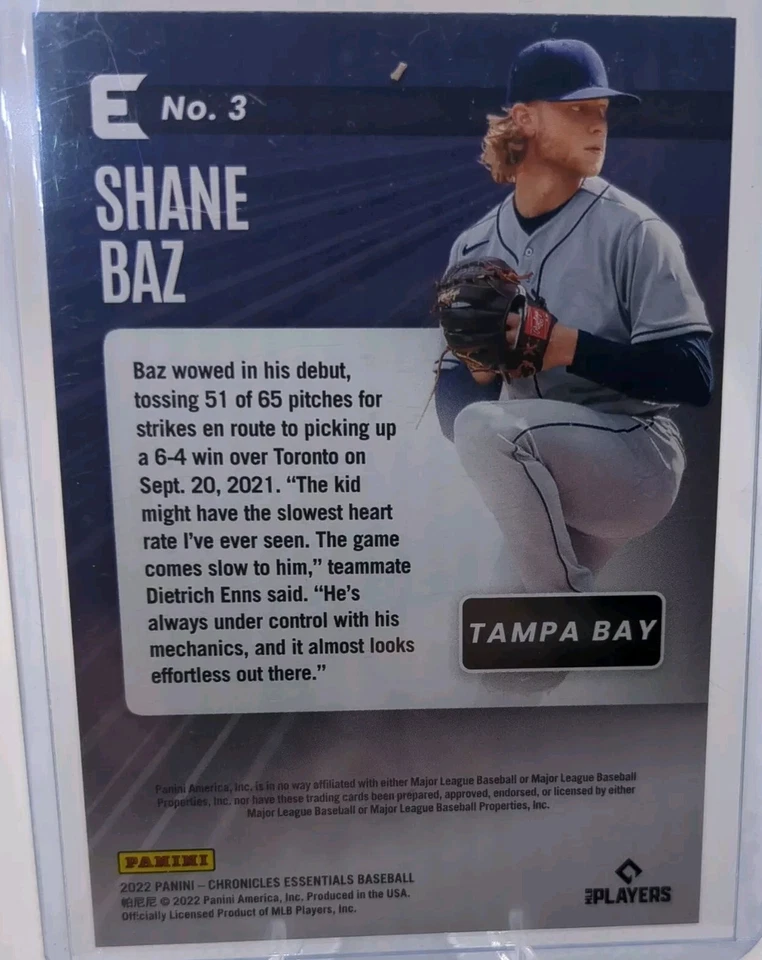 E No. 3
SHANE
BAZ
Baz wowed in his debut,
tossing 51 of 65 pitches for
strikes en route to picking up
a 6-4 win over Toronto on
Sept. 20, 2021. “The kid
might have the slowest heart
rate I’ve ever seen. The game
comes slow to him,” teammate
Dietrich Enns said. “He’s
always under control with his
mechanics, and it almost looks
effortless out there.”
TAMPA BAY
Panini America, Inc. is in no way affiliated with either Major League Baseball or Major League Baseball
Properties, Inc. nor have these trading cards been prepared, approved, endorsed, or licensed by either
Major League Baseball or Major League Baseball Properties, Inc.
PANINI
2022 PANINI – CHRONICLES ESSENTIALS BASEBALL
帕尼尼 © 2022 Panini America, Inc. Produced in the USA.
Officially Licensed Product of MLB Players, Inc.
MLB PLAYERS